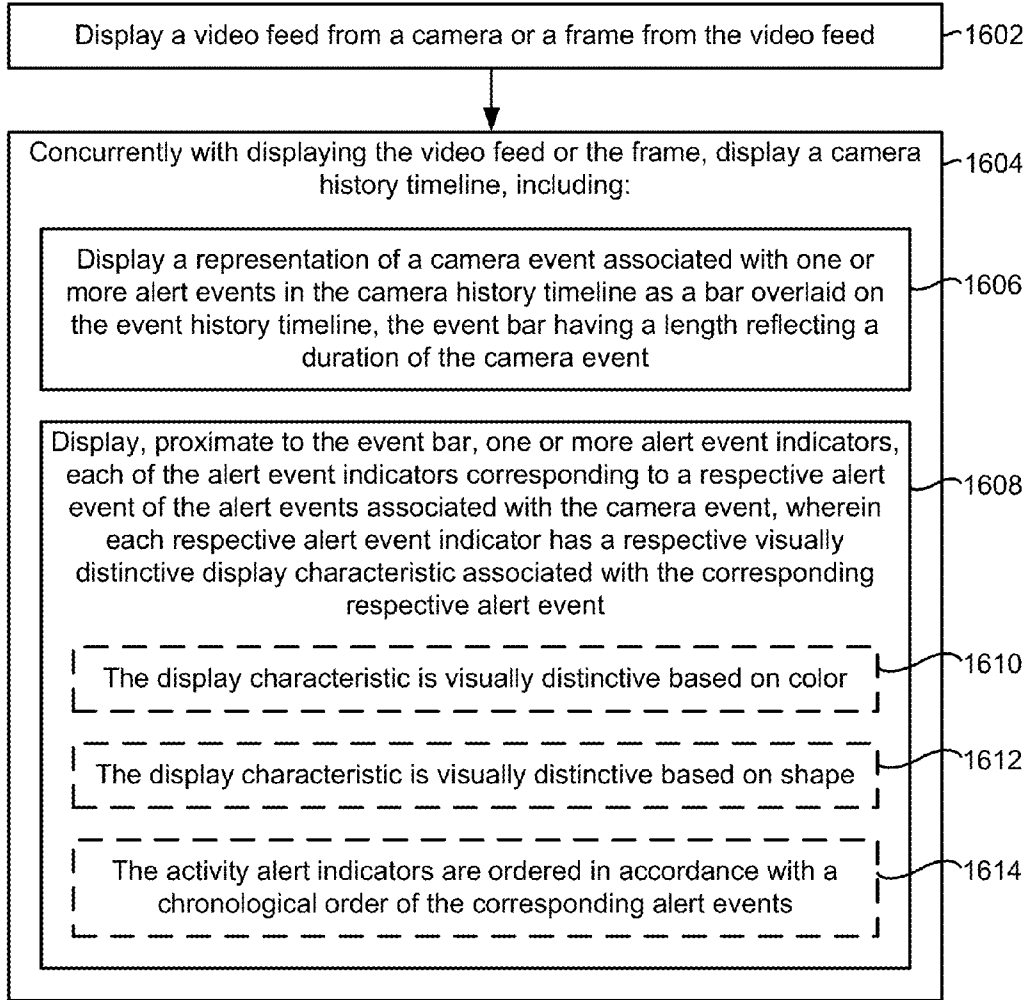 Display a video feed from a camera or a frame from the video feed
1602
Concurrently with displaying the video feed or the frame, display a camera
history timeline, including:
1604
Display a representation of a camera event associated with one or
more alert events in the camera history timeline as a bar overlaid on
the event history timeline, the event bar having a length reflecting a
duration of the camera event
1606
Display, proximate to the event bar, one or more alert event indicators,
each of the alert event indicators corresponding to a respective alert
event of the alert events associated with the camera event, wherein
each respective alert event indicator has a respective visually
distinctive display characteristic associated with the corresponding
respective alert event
1608
The display characteristic is visually distinctive based on color
1610
The display characteristic is visually distinctive based on shape
1612
The activity alert indicators are ordered in accordance with a
chronological order of the corresponding alert events
1614